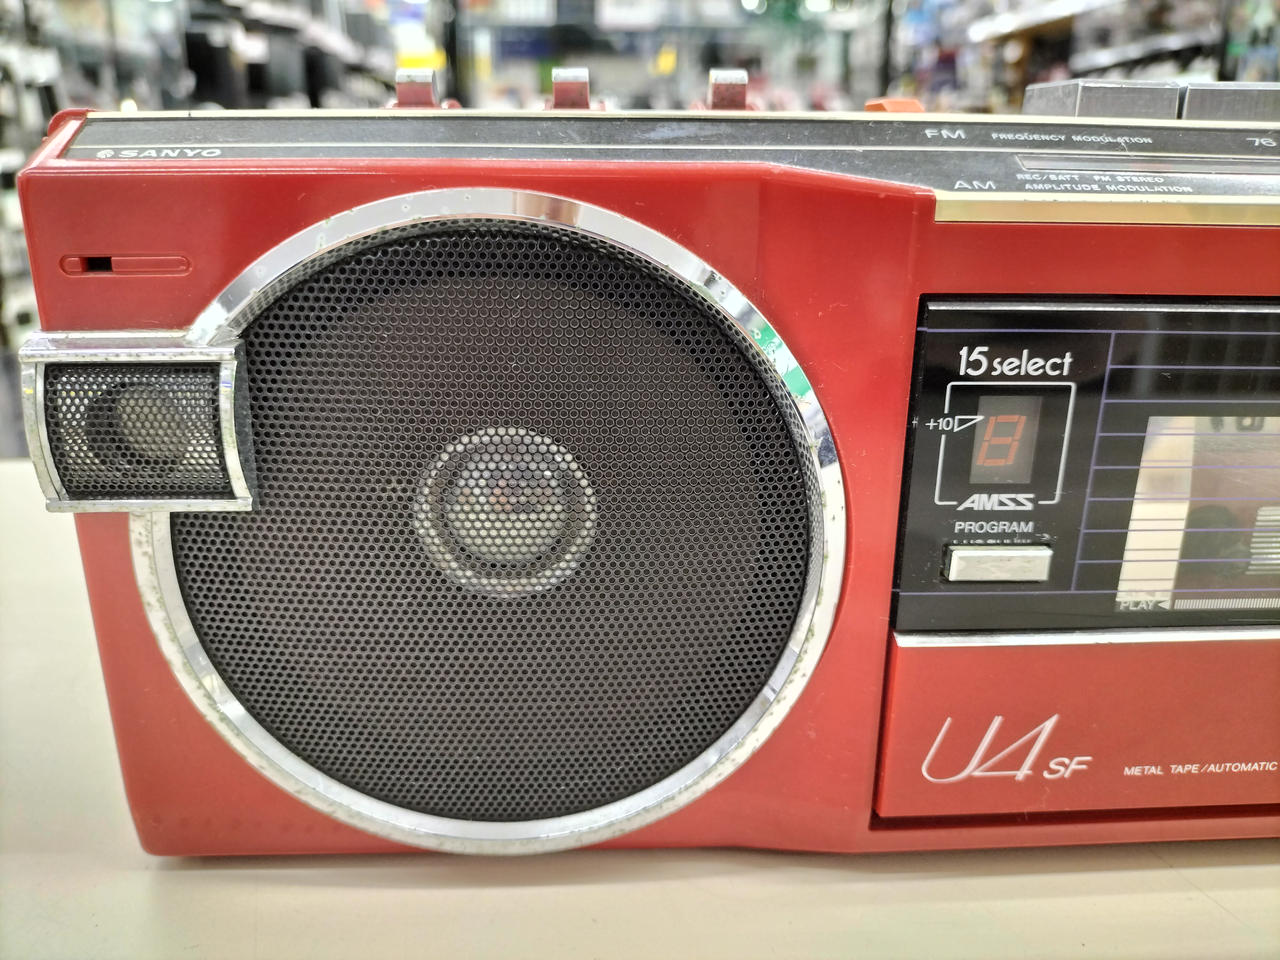 SANYO
FM FREQUENCY MODULATION 76
REC/BATT FM STEREO
AM AMPLITUDE MODULATION
15 select
+10
8
AMSS
PROGRAM
PLAY
U4 SF
METAL TAPE/AUTOMATIC